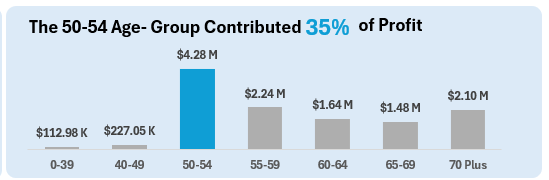 The 50-54 Age- Group Contributed 35% of Profit
$4.28 M
$2.24 M
$2.10 M
$1.64 M
$1.48 M
$112.98 K
$227.05 K
0-39 40-49 50-54 55-59 60-64 65-69 70 Plus